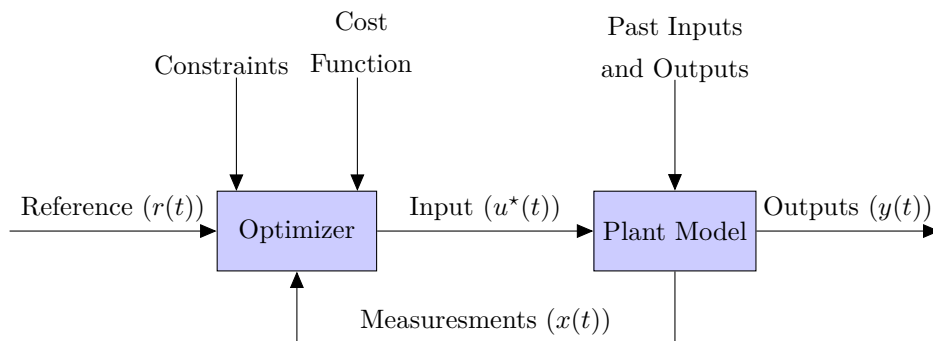 Cost
Function
Constraints
Past Inputs
and Outputs
Reference (r(t))
Optimizer
Input (u⋆(t))
Plant Model
Outputs (y(t))
Measuresments (x(t))